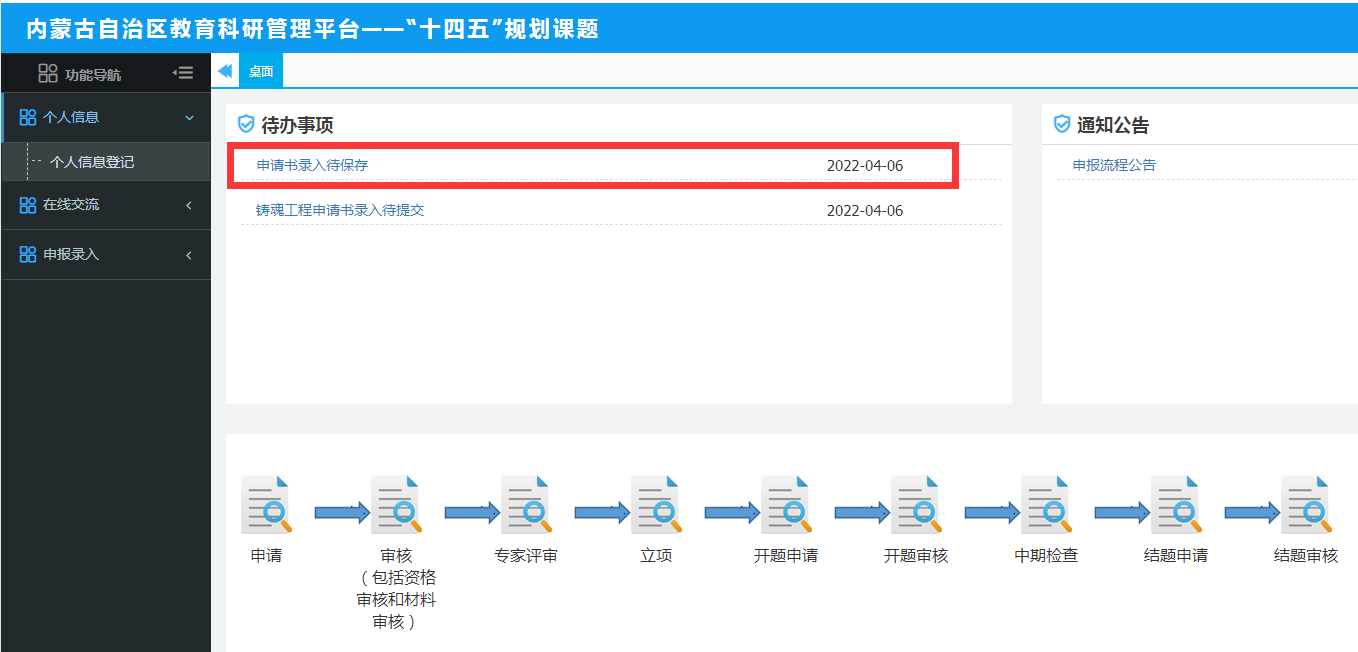 内蒙古自治区教育科研管理平台——“十四五”规划课题
功能导航
桌面
个人信息
个人信息登记
在线交流
申报录入
待办事项
申请书录入待保存 2022-04-06
铸魂工程申请书录入待提交 2022-04-06
通知公告
申报流程公告
申请
审核
（包括资格
审核和材料
审核）
专家评审
立项
开题申请
开题审核
中期检查
结题申请
结题审核